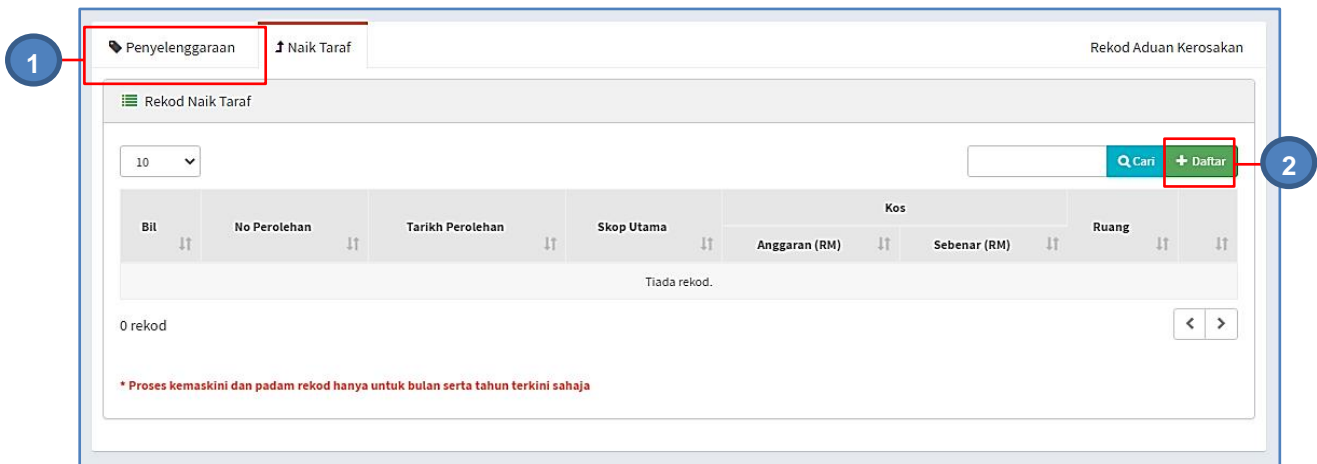 Penyelenggaraan
Naik Taraf
Rekod Aduan Kerosakan
1
Rekod Naik Taraf
10
Cari
+ Daftar
2
Bil
No Perolehan
Tarikh Perolehan
Skop Utama
Kos
Anggaran (RM)
Sebenar (RM)
Ruang
Tiada rekod.
0 rekod
* Proses kemaskini dan padam rekod hanya untuk bulan serta tahun terkini sahaja